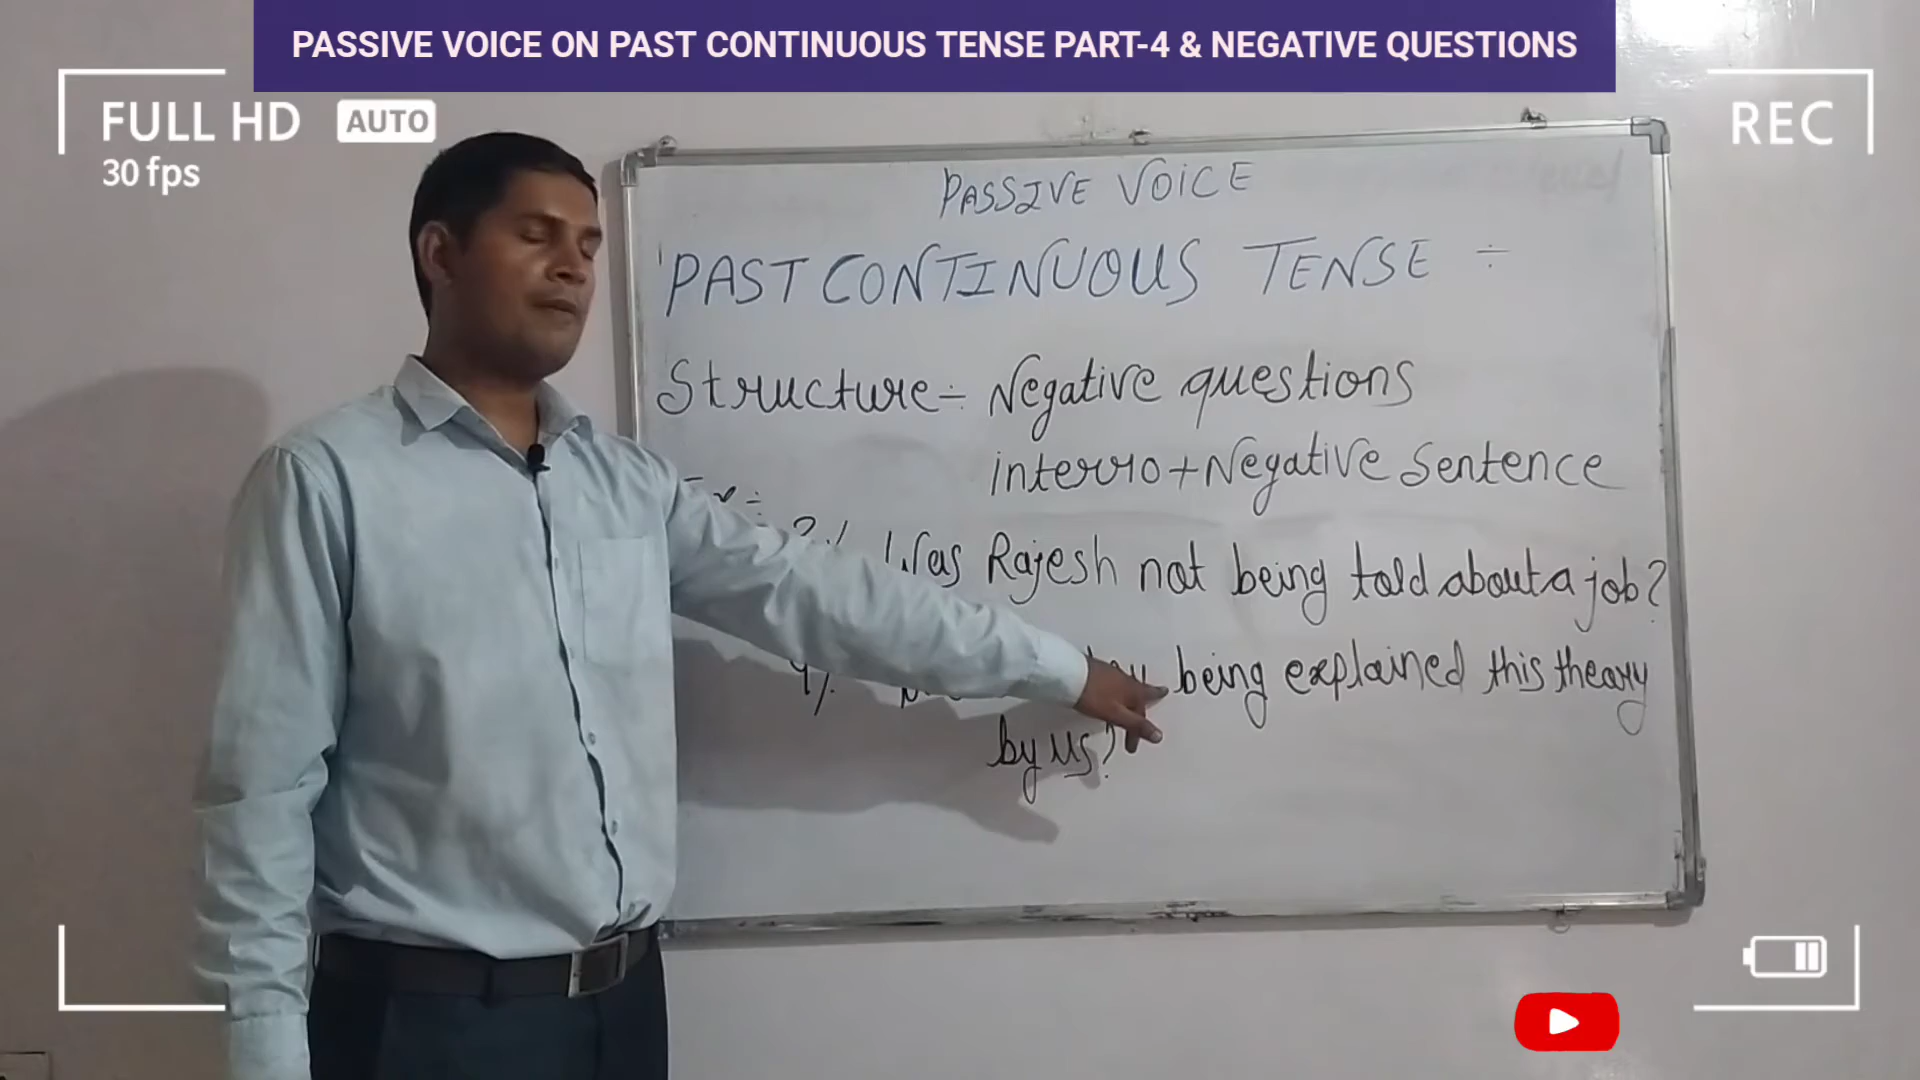 PASSIVE VOICE ON PAST CONTINUOUS TENSE PART-4 & NEGATIVE QUESTIONS
FULL HD AUTO
30 fps
REC
PASSIVE VOICE
PAST CONTINUOUS TENSE ÷
Structure ÷ Negative questions
interro + Negative Sentence
Was Rajesh not being told about a job?
being explained this theory
by us?